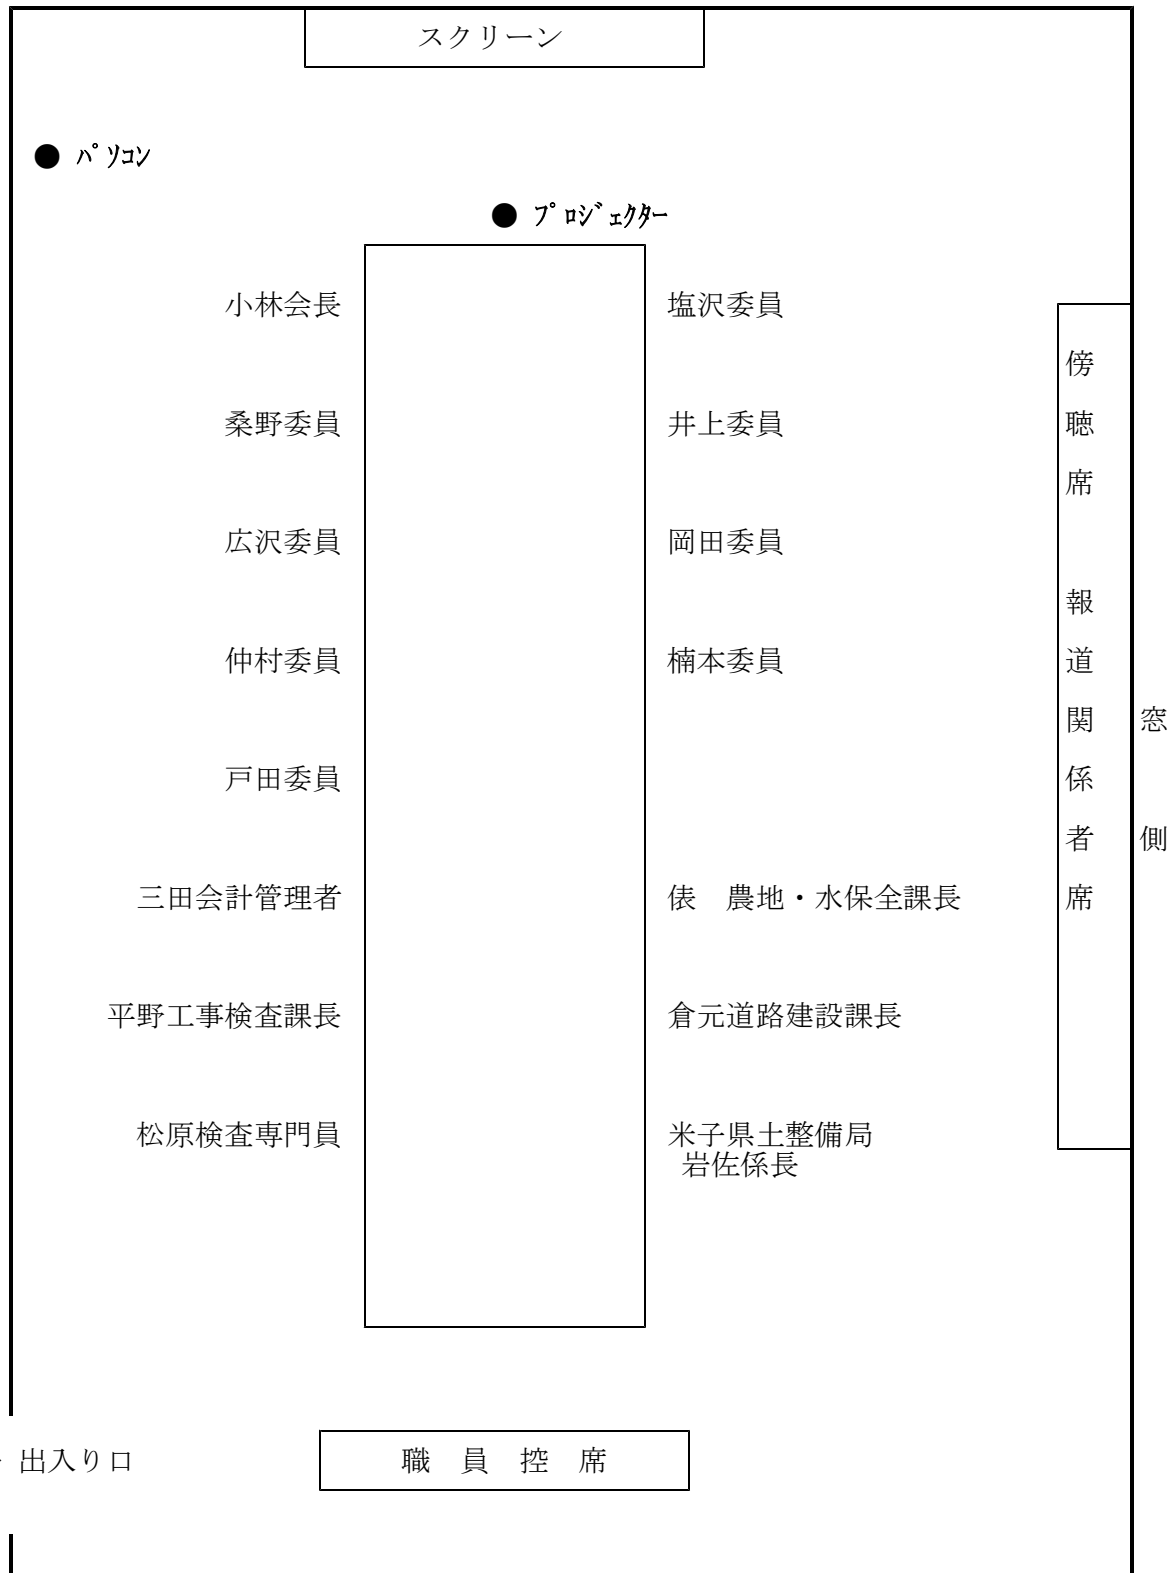 スクリーン
● パソコン
● プロジェクター
小林会長
塩沢委員
桑野委員
井上委員
広沢委員
岡田委員
仲村委員
楠本委員
戸田委員
三田会計管理者
俵　農地・水保全課長
平野工事検査課長
倉元道路建設課長
松原検査専門員
米子県土整備局
岩佐係長
傍聴席　報道関係者席
窓側
出入り口
職　員　控　席